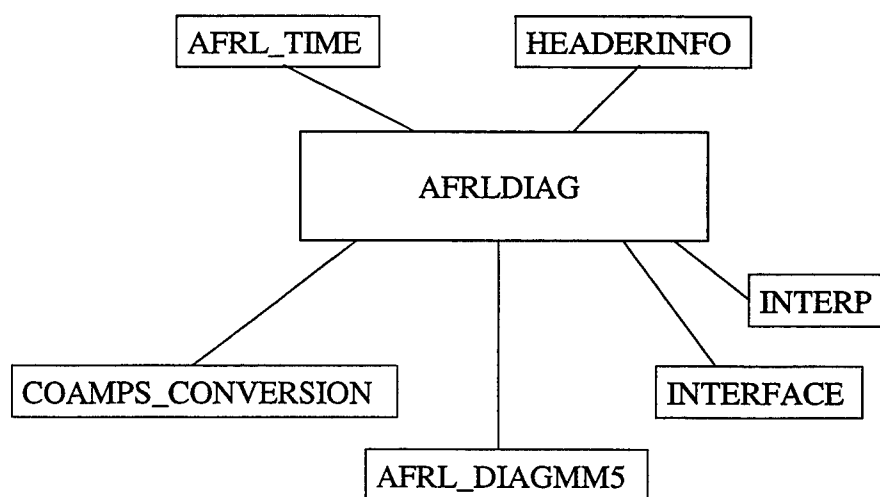 AFRL_TIME
HEADERINFO
AFRLDIAG
INTERP
COAMPS_CONVERSION
INTERFACE
AFRL_DIAGMM5